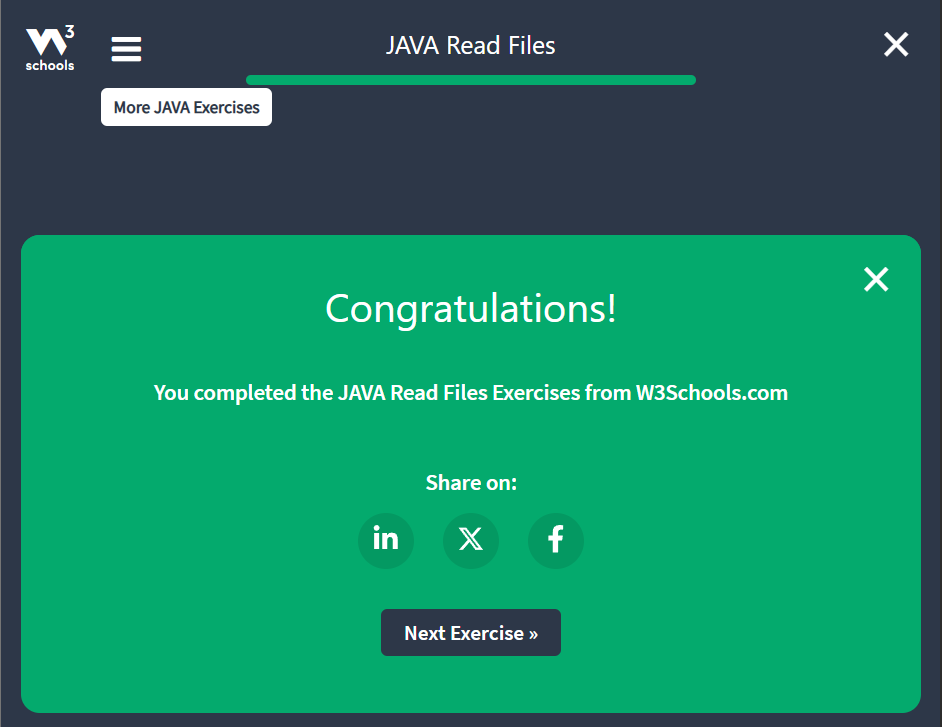 W3
schools
JAVA Read Files
More JAVA Exercises
Congratulations!
You completed the JAVA Read Files Exercises from W3Schools.com
Share on:
in
X
f
Next Exercise »